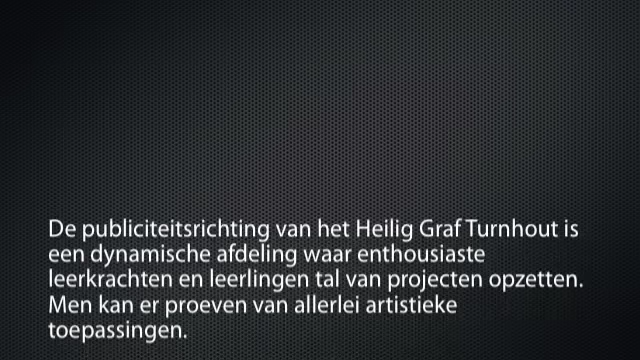 De publiciteitsrichting van het Heilig Graf Turnhout is
een dynamische afdeling waar enthousiaste
leerkrachten en leerlingen tal van projecten opzetten.
Men kan er proeven van allerlei artistieke
toepassingen.